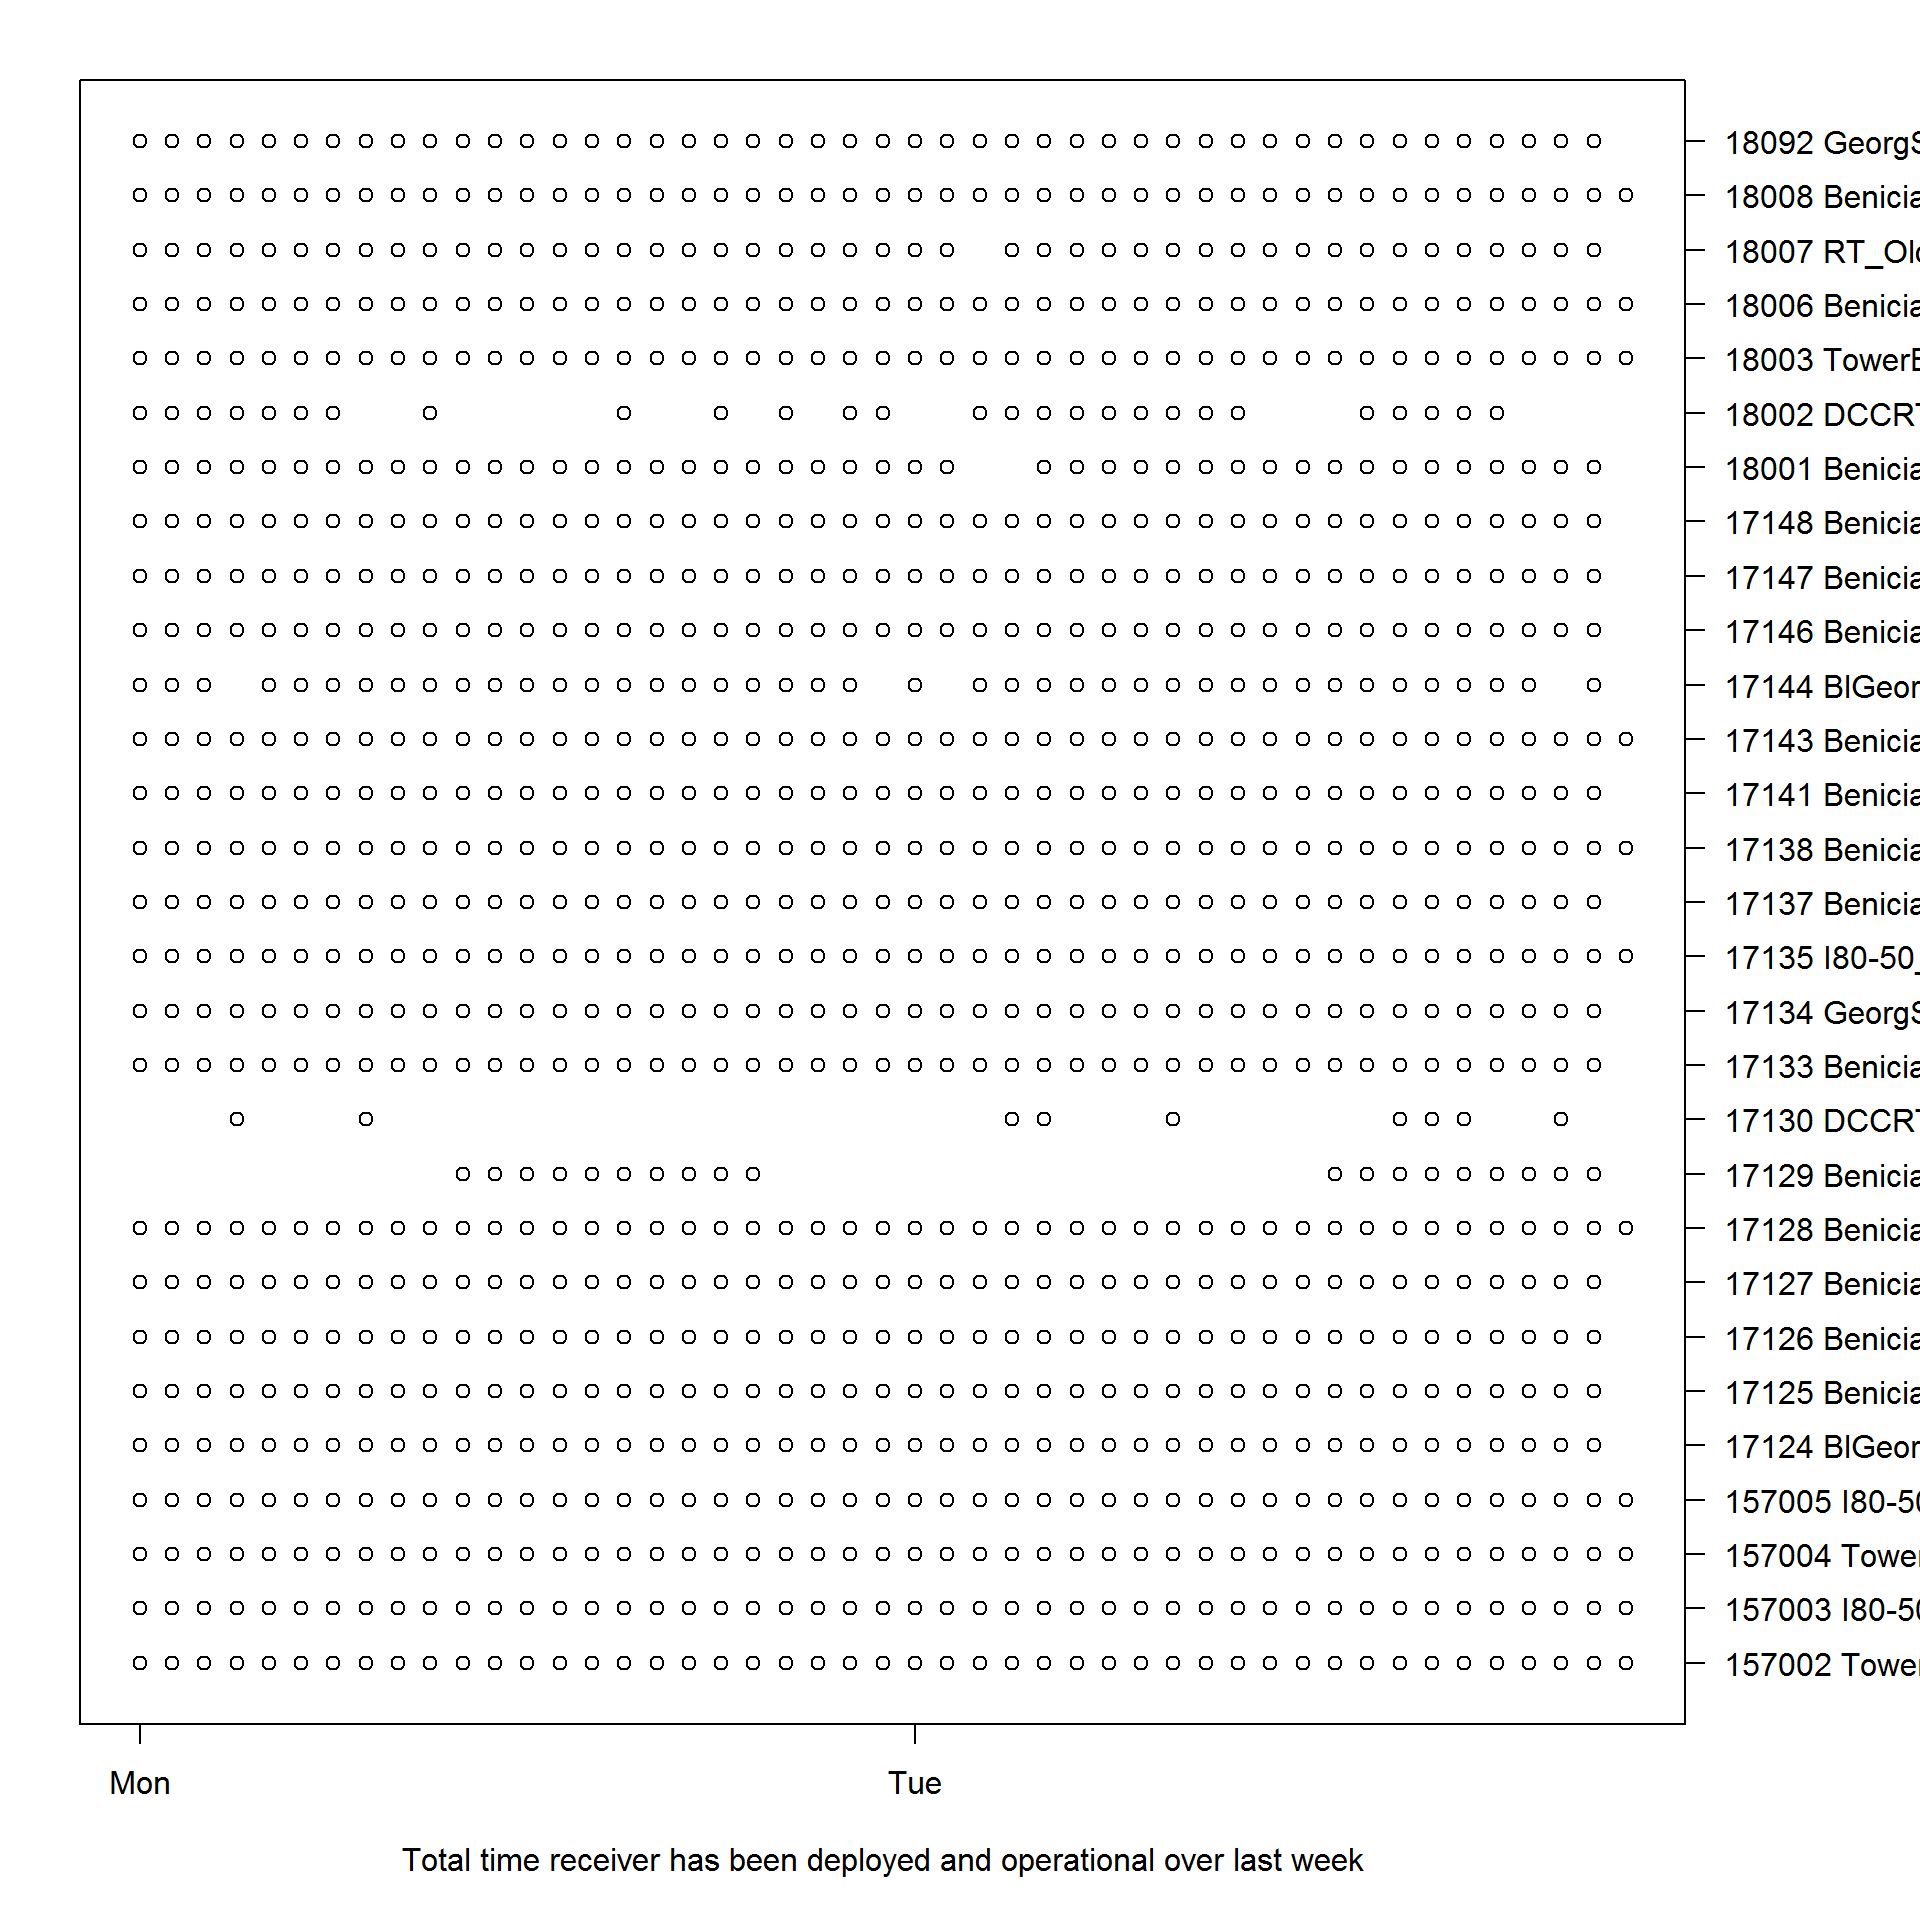 18092 GeorgS
18008 Benicia
18007 RT_Old
18006 Benicia
18003 TowerB
18002 DCCRT
18001 Benicia
17148 Benicia
17147 Benicia
17146 Benicia
17144 BlGeor
17143 Benicia
17141 Benicia
17138 Benicia
17137 Benicia
17135 I80-50_
17134 GeorgS
17133 Benicia
17130 DCCRT
17129 Benicia
17128 Benicia
17127 Benicia
17126 Benicia
17125 Benicia
17124 BlGeor
157005 I80-50
157004 Tower
157003 I80-50
157002 Tower
Mon Tue
Total time receiver has been deployed and operational over last week